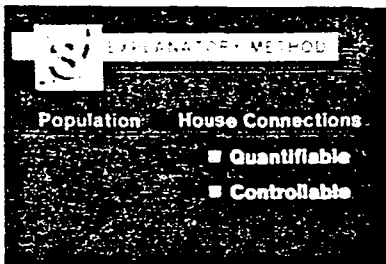 EXPLANATORY METHOD
Population House Connections
Quantifiable
Controllable